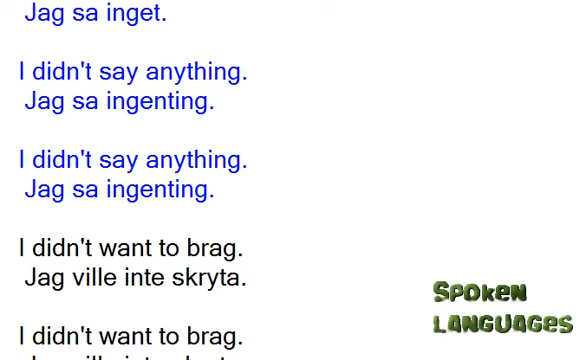 Jag sa inget.
I didn't say anything.
Jag sa ingenting.
I didn't say anything.
Jag sa ingenting.
I didn't want to brag.
Jag ville inte skryta.
I didn't want to brag.
Spoken
Languages